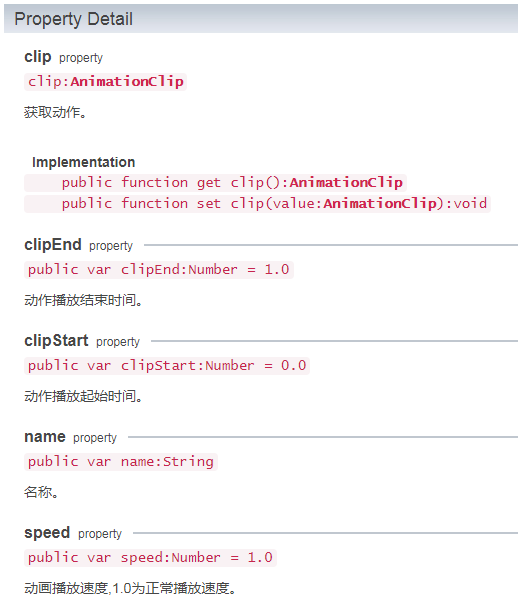 Property Detail
clip property
clip:AnimationClip
获取动作。
Implementation
public function get clip():AnimationClip
public function set clip(value:AnimationClip):void
clipEnd property
public var clipEnd:Number = 1.0
动作播放结束时间。
clipStart property
public var clipStart:Number = 0.0
动作播放起始时间。
name property
public var name:String
名称。
speed property
public var speed:Number = 1.0
动画播放速度,1.0为正常播放速度。